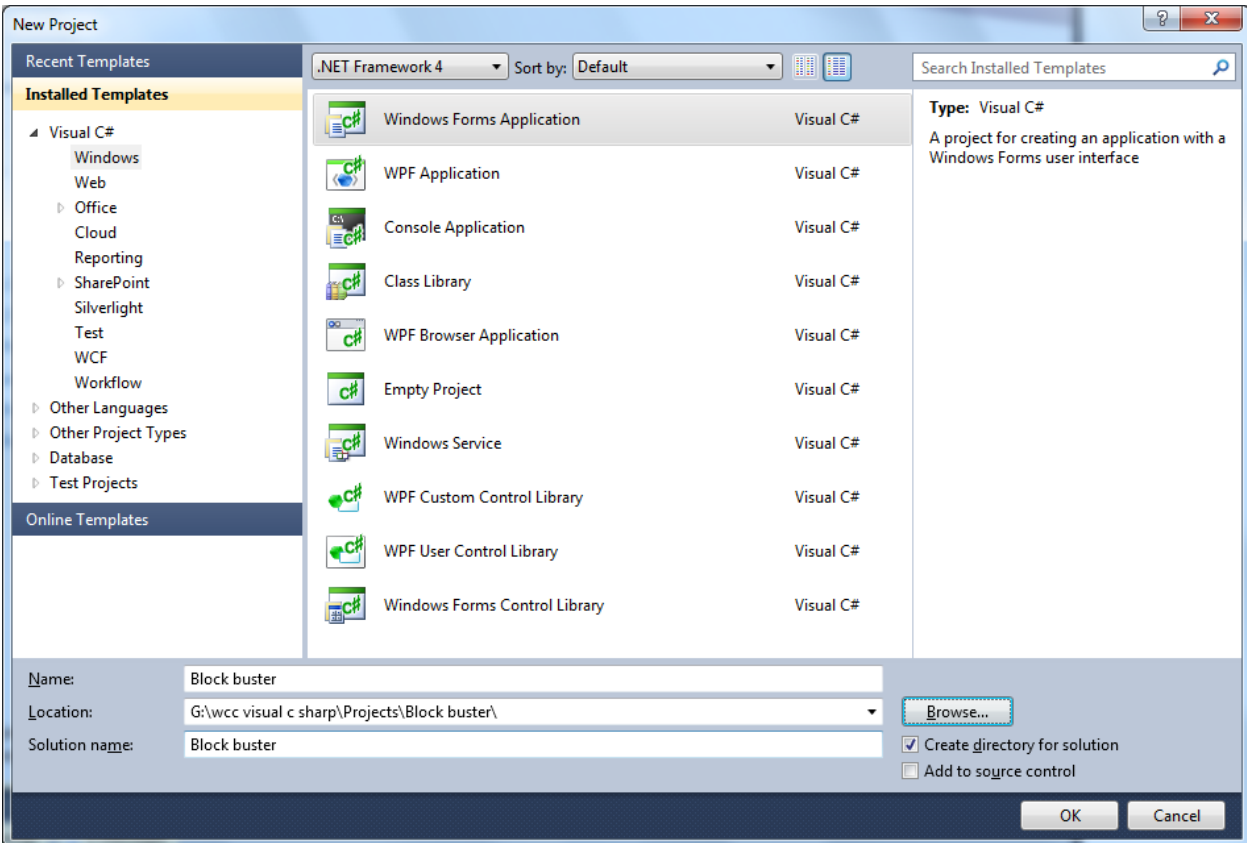 New Project
Recent Templates
Installed Templates
Visual C#
Windows
Web
Office
Cloud
Reporting
SharePoint
Silverlight
Test
WCF
Workflow
Other Languages
Other Project Types
Database
Test Projects
Online Templates
.NET Framework 4
Sort by: Default
Windows Forms Application Visual C#
WPF Application Visual C#
Console Application Visual C#
Class Library Visual C#
WPF Browser Application Visual C#
Empty Project Visual C#
Windows Service Visual C#
WPF Custom Control Library Visual C#
WPF User Control Library Visual C#
Windows Forms Control Library Visual C#
Search Installed Templates
Type: Visual C#
A project for creating an application with a
Windows Forms user interface
Name: Block buster
Location: G:\wcc visual c sharp\Projects\Block buster\
Browse...
Solution name: Block buster
Create directory for solution
Add to source control
OK
Cancel